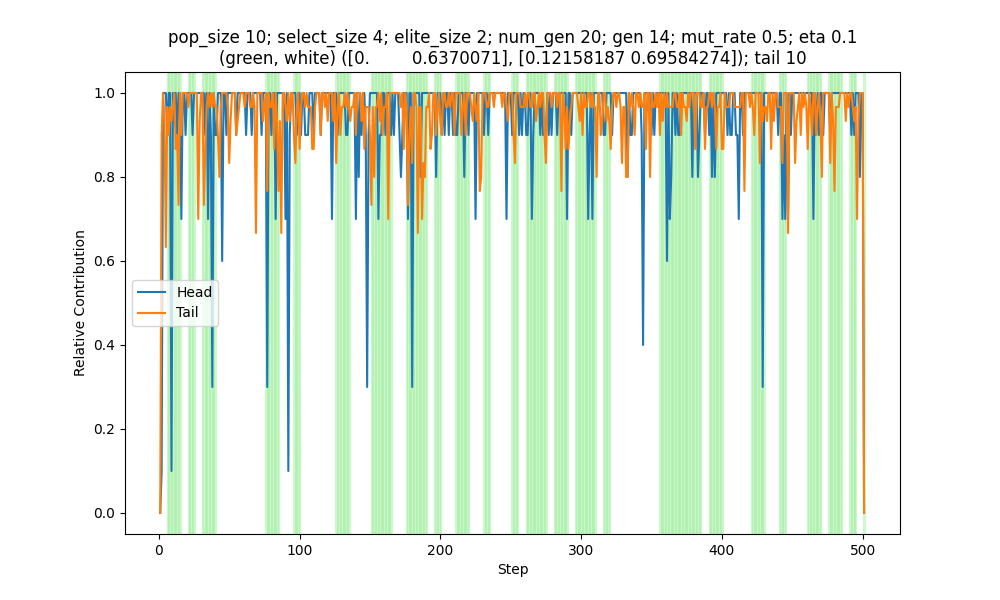 pop_size 10; select_size 4; elite_size 2; num_gen 20; gen 14; mut_rate 0.5; eta 0.1
(green, white) ([0. 0.6370071], [0.12158187 0.69584274]); tail 10
1.0
0.8
0.6
0.4
0.2
0.0
Relative Contribution
Head
Tail
0 100 200 300 400 500
Step